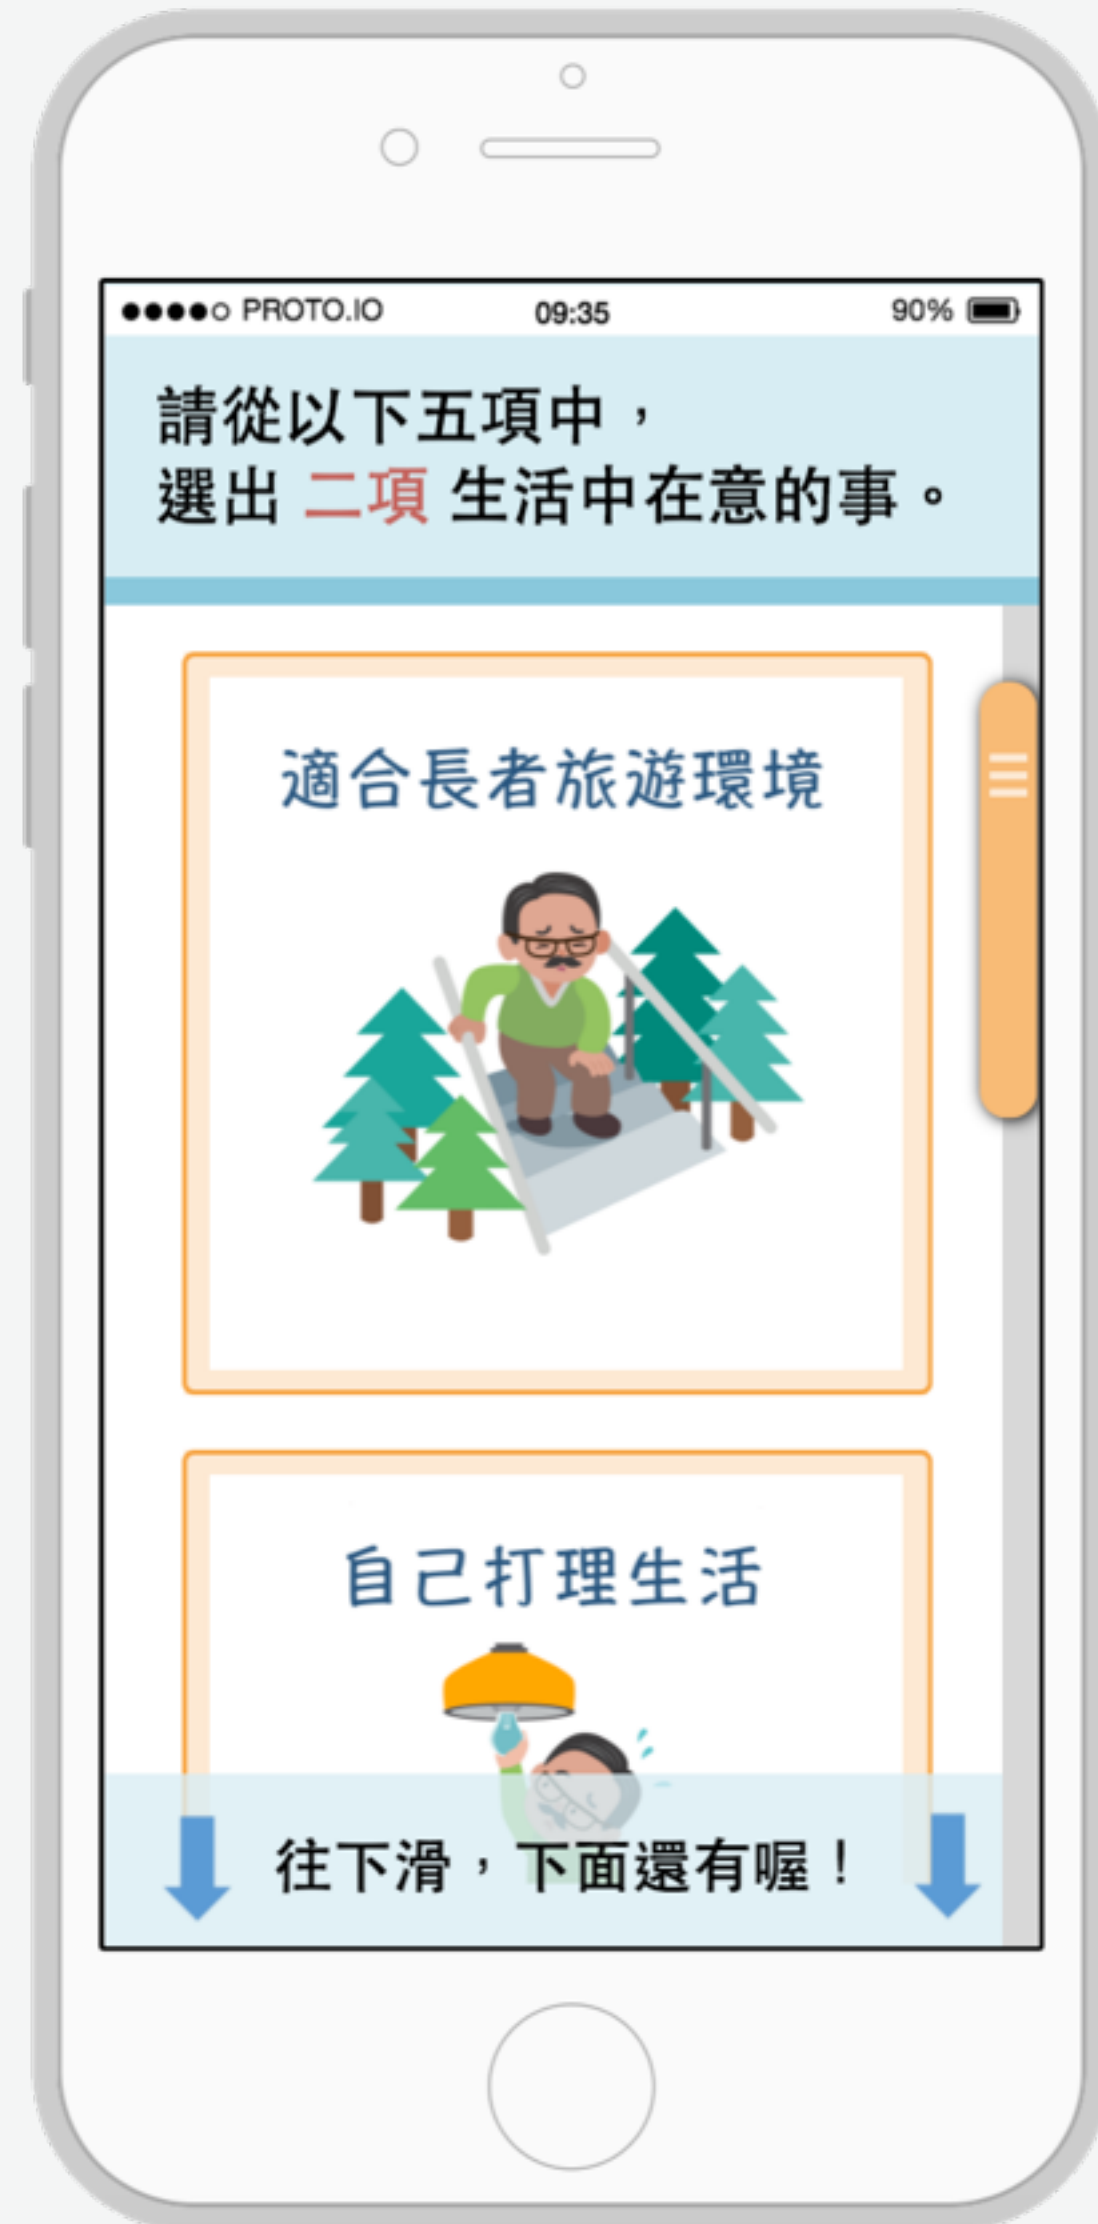 PROTO.IO 09:35 90%
請從以下五項中，
選出 二項 生活中在意的事。
適合長者旅遊環境
自己打理生活
往下滑，下面還有喔！